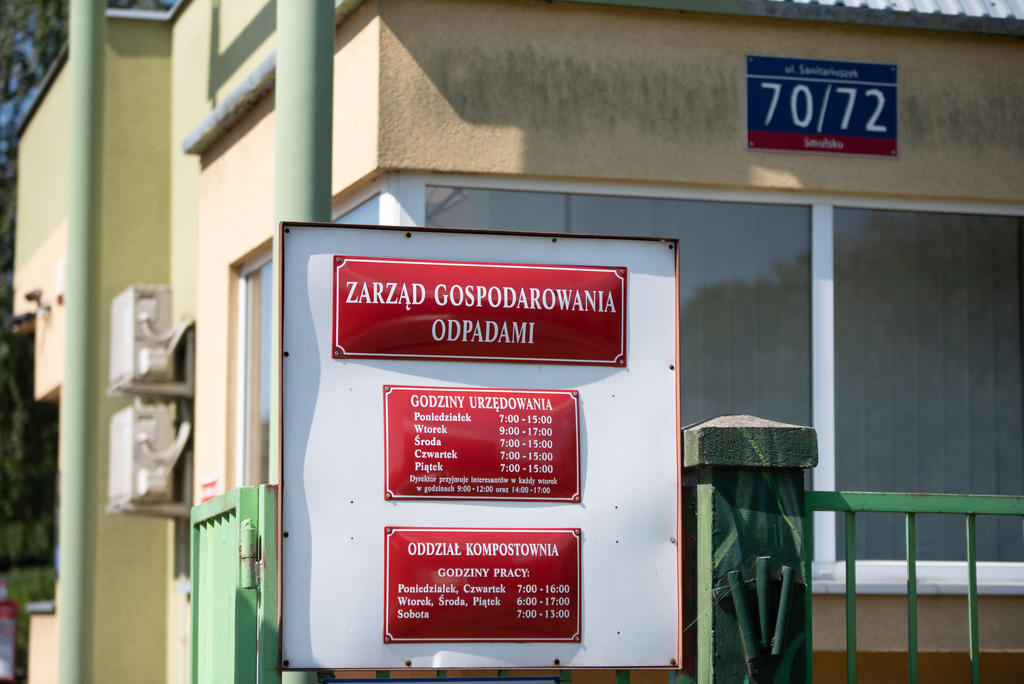 ul. Sanitariuszek
70/72
Smulsko
ZARZĄD GOSPODAROWANIA
ODPADAMI
GODZINY URZĘDOWANIA
Poniedziałek 7:00 - 15:00
Wtorek 9:00 - 17:00
Środa 7:00 - 15:00
Czwartek 7:00 - 15:00
Piątek 7:00 - 15:00
Dyrektor przyjmuje interesantów w każdy wtorek
w godzinach 9:00 - 12:00 oraz 14:00 - 17:00
ODDZIAŁ KOMPOSTOWNIA
GODZINY PRACY:
Poniedziałek, Czwartek 7:00 - 16:00
Wtorek, Środa, Piątek 6:00 - 17:00
Sobota 7:00 - 13:00